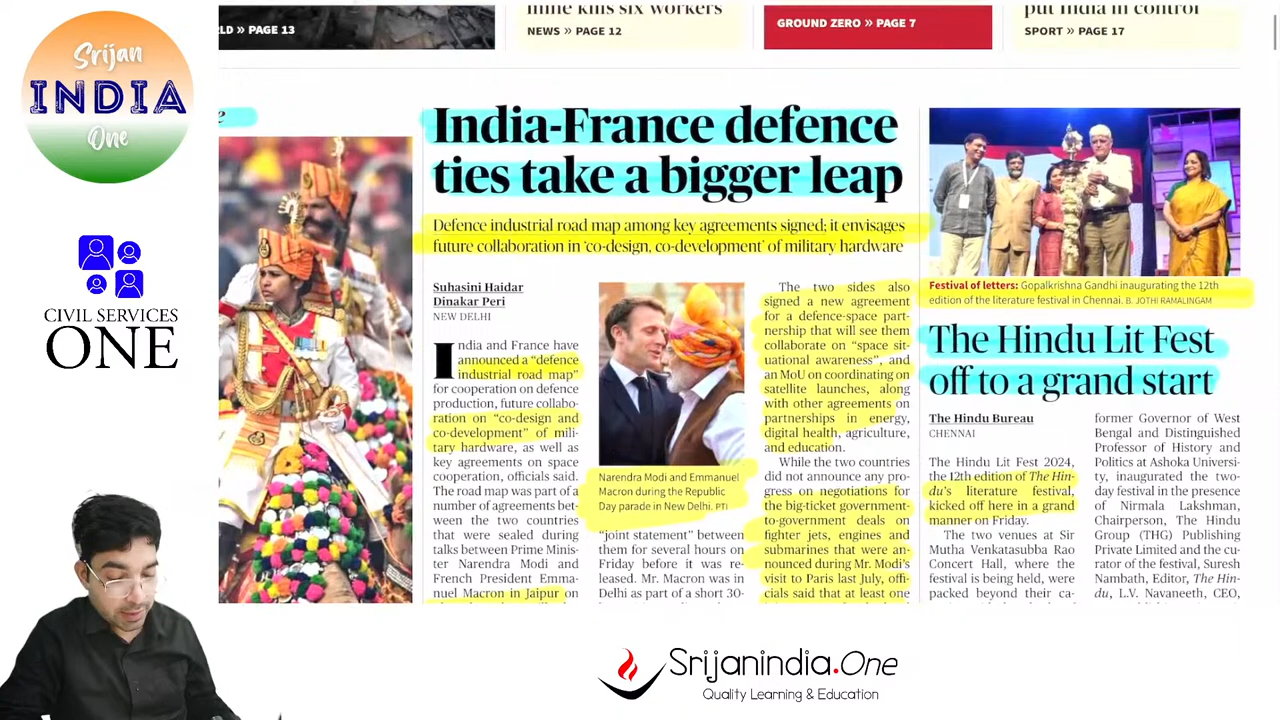 Srijan
INDIA
One
CIVIL SERVICES
ONE
RLD » PAGE 13
mine kills six workers
NEWS » PAGE 12
GROUND ZERO » PAGE 7
put India in control
SPORT » PAGE 17
e
India-France defence
ties take a bigger leap
Defence industrial road map among key agreements signed; it envisages
future collaboration in ‘co-design, co-development’ of military hardware
Suhasini Haidar
Dinakar Peri
NEW DELHI
India and France have
announced a “defence
industrial road map”
for cooperation on defence
production, future collabo-
ration on “co-design and
co-development” of mili-
tary hardware, as well as
key agreements on space
cooperation, officials said.
The road map was part of a
number of agreements bet-
ween the two countries
that were sealed during
talks between Prime Minis-
ter Narendra Modi and
French President Emma-
nuel Macron in Jaipur on
Narendra Modi and Emmanuel
Macron during the Republic
Day parade in New Delhi. PTI
“joint statement” between
them for several hours on
Friday before it was re-
leased. Mr. Macron was in
Delhi as part of a short 30-
The two sides also
signed a new agreement
for a defence-space part-
nership that will see them
collaborate on “space sit-
uational awareness”, and
an MoU on coordinating on
satellite launches, along
with other agreements on
partnerships in energy,
digital health, agriculture,
and education.
While the two countries
did not announce any pro-
gress on negotiations for
the big-ticket government-
to-government deals on
fighter jets, engines and
submarines that were an-
nounced during Mr. Modi’s
visit to Paris last July, offi-
cials said that at least one
Festival of letters: Gopalkrishna Gandhi inaugurating the 12th
edition of the literature festival in Chennai. B. JOTHI RAMALINGAM
The Hindu Lit Fest
off to a grand start
The Hindu Bureau
CHENNAI
The Hindu Lit Fest 2024,
the 12th edition of The Hin-
du’s literature festival,
kicked off here in a grand
manner on Friday.
The two venues at Sir
Mutha Venkatasubba Rao
Concert Hall, where the
festival is being held, were
packed beyond their ca-
former Governor of West
Bengal and Distinguished
Professor of History and
Politics at Ashoka Universi-
ty, inaugurated the two-
day festival in the presence
of Nirmala Lakshman,
Chairperson, The Hindu
Group (THG) Publishing
Private Limited and the cu-
rator of the festival, Suresh
Nambath, Editor, The Hin-
du, L.V. Navaneeth, CEO,
Srijanindia.One
Quality Learning & Education